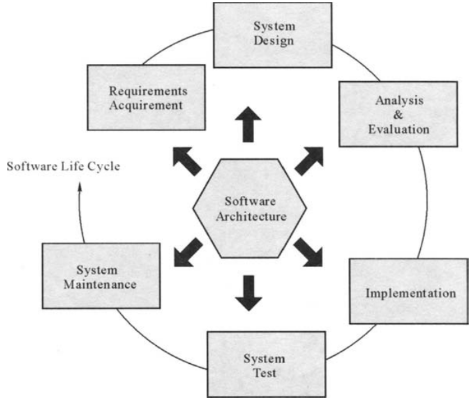 System
Design
Requirements
Acquirement
Analysis
&
Evaluation
Software Life Cycle
Software
Architecture
System
Maintenance
Implementation
System
Test